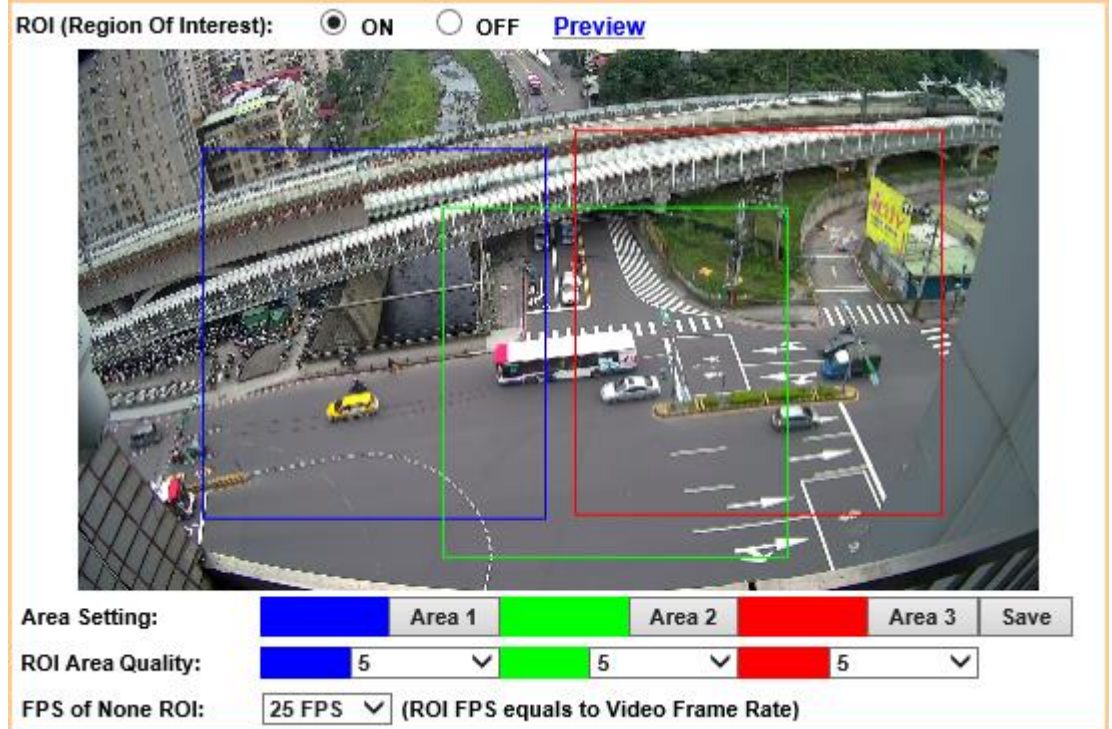 ROI (Region Of Interest): ON OFF Preview
Area Setting: Area 1 Area 2 Area 3 Save
ROI Area Quality: 5 5 5
FPS of None ROI: 25 FPS (ROI FPS equals to Video Frame Rate)